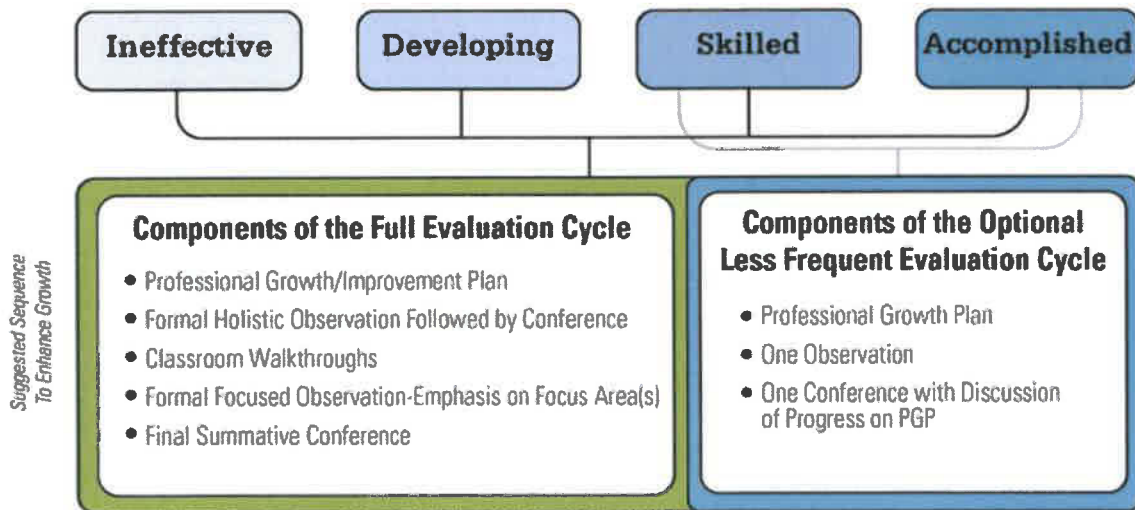 Ineffective
Developing
Skilled
Accomplished
Suggested Sequence
To Enhance Growth
Components of the Full Evaluation Cycle
• Professional Growth/Improvement Plan
• Formal Holistic Observation Followed by Conference
• Classroom Walkthroughs
• Formal Focused Observation-Emphasis on Focus Area(s)
• Final Summative Conference
Components of the Optional
Less Frequent Evaluation Cycle
• Professional Growth Plan
• One Observation
• One Conference with Discussion
of Progress on PGP